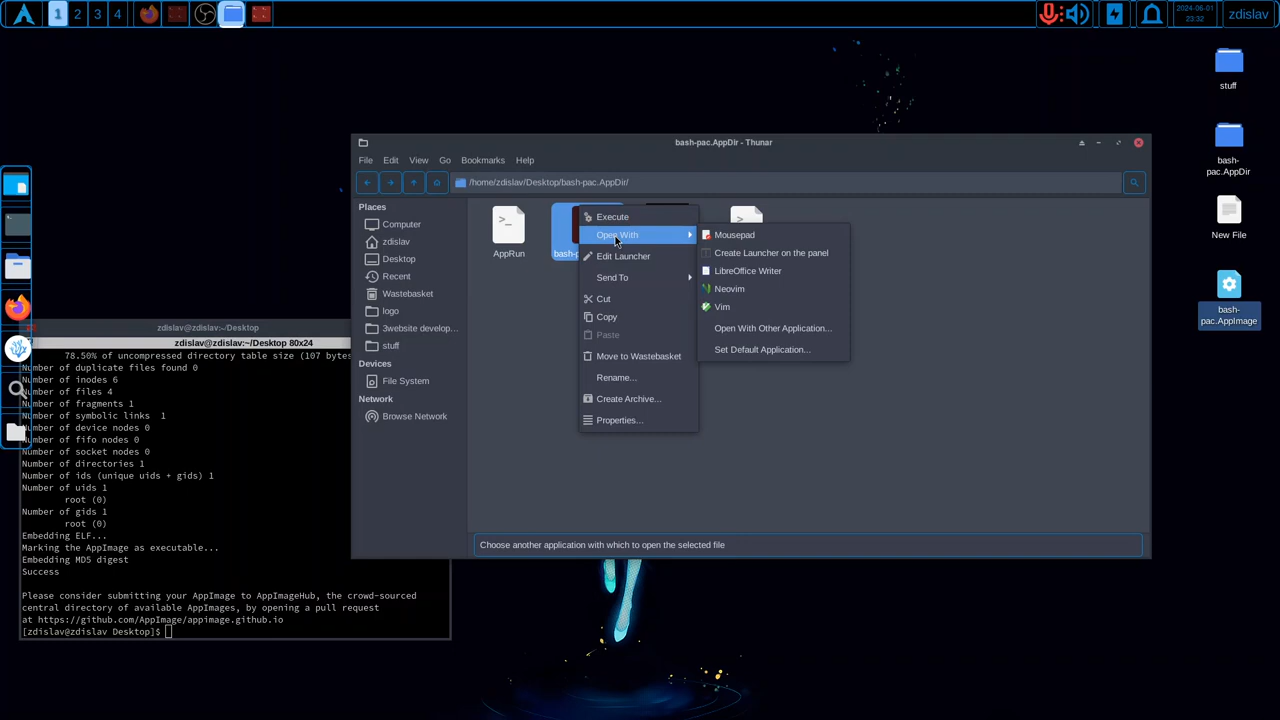 1 2 3 4
2024-06-01
23:32
zdislav
stuff
bash-
pac.AppDir
New File
bash-
pac.AppImage
bash-pac.AppDir - Thunar
File Edit View Go Bookmarks Help
/home/zdislav/Desktop/bash-pac.AppDir/
Places
Computer
zdislav
Desktop
Recent
Wastebasket
logo
3website develop...
stuff
Devices
File System
Network
Browse Network
>_
AppRun
bash-p
>_
Execute
Open With
Edit Launcher
Send To
Cut
Copy
Paste
Move to Wastebasket
Rename...
Create Archive...
Properties...
Mousepad
Create Launcher on the panel
LibreOffice Writer
Neovim
Vim
Open With Other Application...
Set Default Application...
Choose another application with which to open the selected file
zdislav@zdislav:~/Desktop
zdislav@zdislav:~/Desktop 80x24
78.50% of uncompressed directory table size (107 bytes
Number of duplicate files found 0
Number of inodes 6
Number of files 4
Number of fragments 1
Number of symbolic links 1
Number of device nodes 0
Number of fifo nodes 0
Number of socket nodes 0
Number of directories 1
Number of ids (unique uids + gids) 1
Number of uids 1
root (0)
Number of gids 1
root (0)
Embedding ELF...
Marking the AppImage as executable...
Embedding MD5 digest
Success
Please consider submitting your AppImage to AppImageHub, the crowd-sourced
central directory of available AppImages, by opening a pull request
at https://github.com/AppImage/appimage.github.io
[zdislav@zdislav Desktop]$